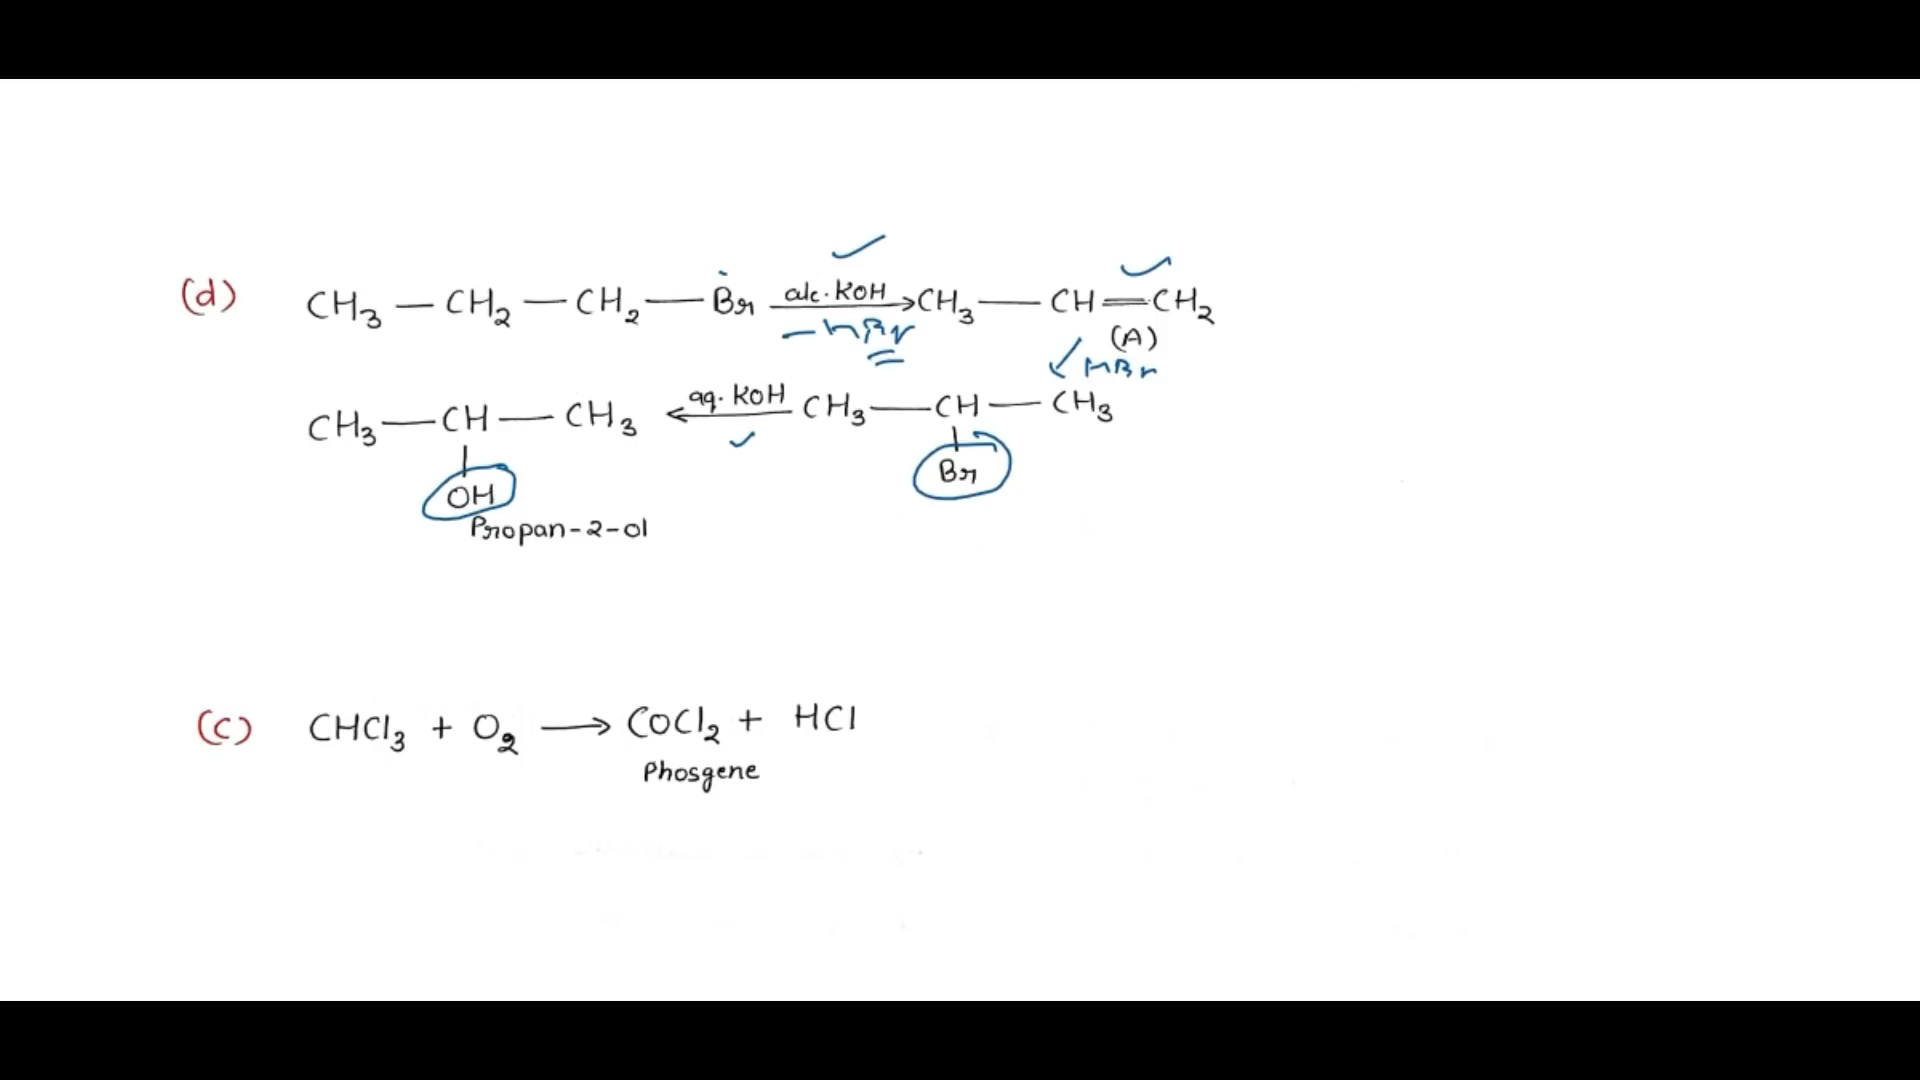 (d) CH₃ — CH₂ — CH₂ — Br —alc. KOH→ CH₃ — CH = CH₂
— HBr
(A)
↙ HBr
CH₃ — CH — CH₃ ←aq. KOH— CH₃ — CH — CH₃
Br
OH
Propan-2-ol
(c) CHCl₃ + O₂ ⟶ COCl₂ + HCl
Phosgene